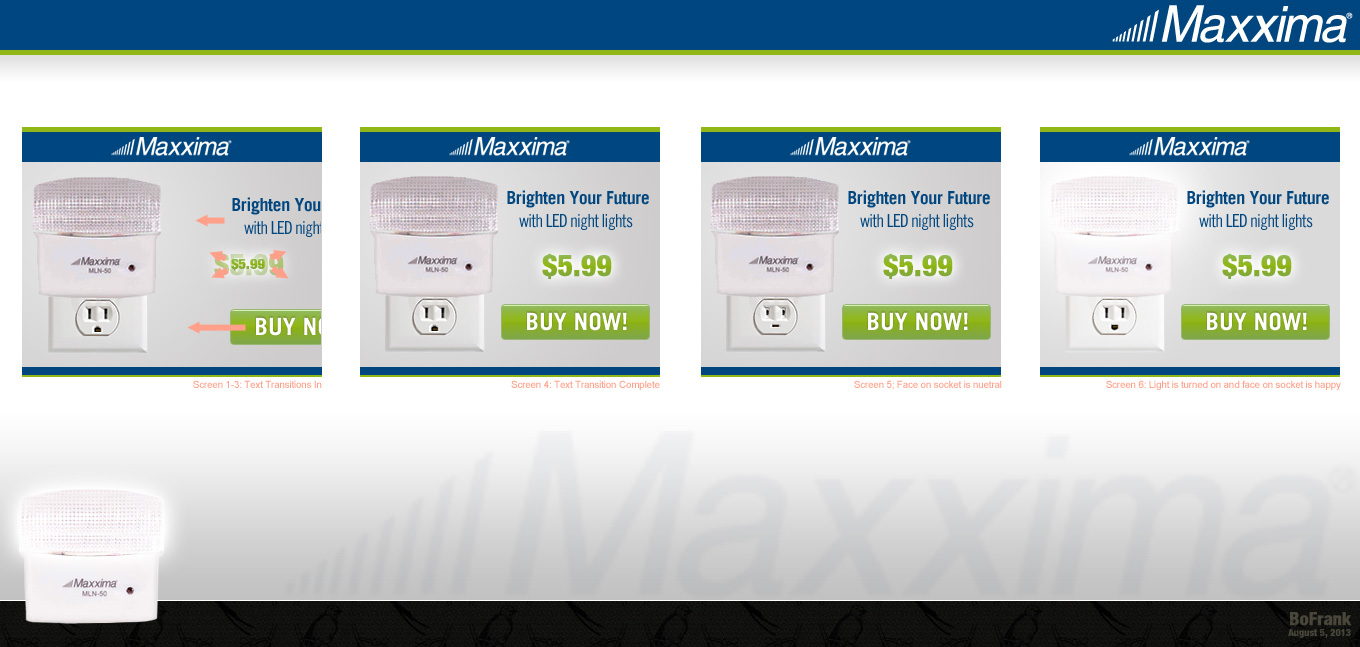 Maxxima®
Maxxima®
Brighten You
with LED night
$5.99
$5.99
BUY NO
Maxxima
MLN-50
Screen 1-3: Text Transitions In
Maxxima®
Brighten Your Future
with LED night lights
$5.99
BUY NOW!
Maxxima
MLN-50
Screen 4: Text Transition Complete
Maxxima®
Brighten Your Future
with LED night lights
$5.99
BUY NOW!
Maxxima
MLN-50
Screen 5; Face on socket is nuetral
Maxxima®
Brighten Your Future
with LED night lights
$5.99
BUY NOW!
Maxxima
MLN-50
Screen 6: Light is turned on and face on socket is happy
Maxxima®
Maxxima
MLN-50
BoFrank
August 5, 2013